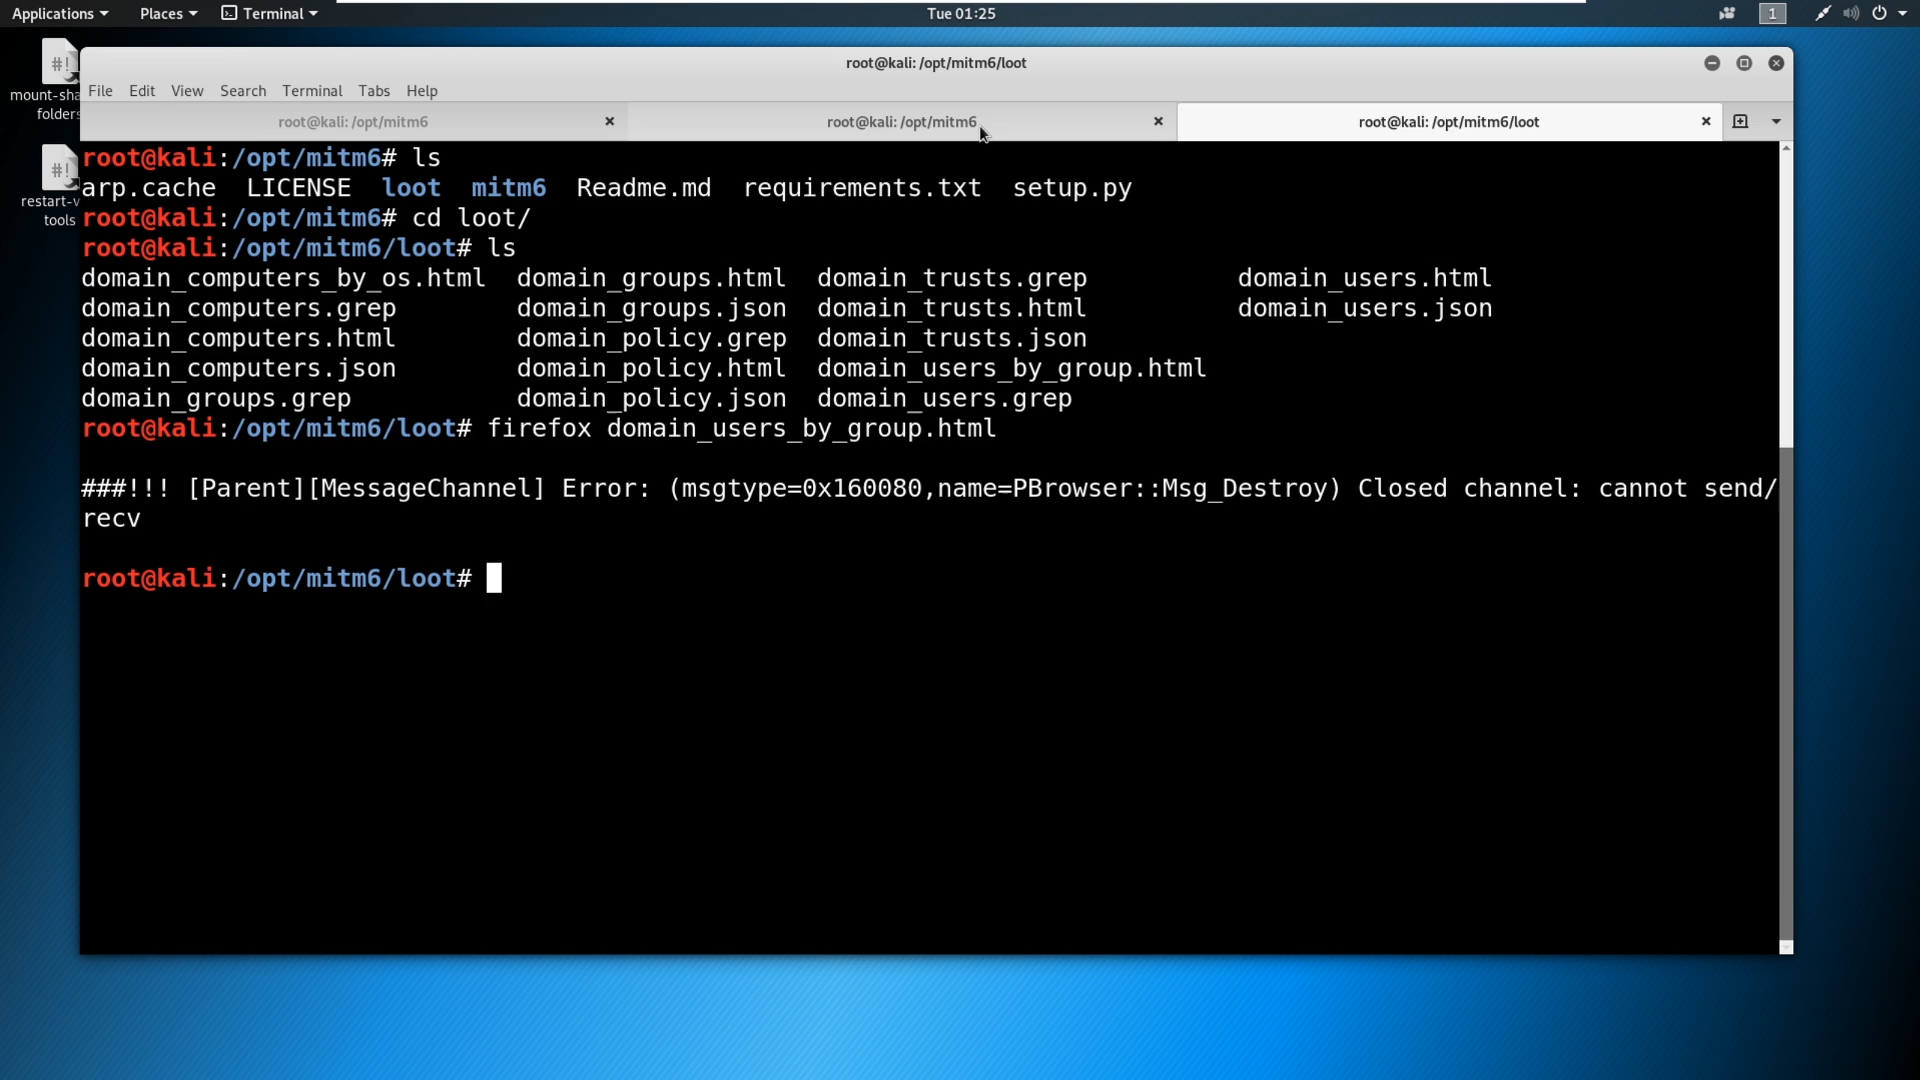 Applications Places Terminal Tue 01:25 1
root@kali: /opt/mitm6/loot
File Edit View Search Terminal Tabs Help
root@kali: /opt/mitm6 root@kali: /opt/mitm6 root@kali: /opt/mitm6/loot
mount-sha
folders
restart-v
tools
root@kali:/opt/mitm6# ls
arp.cache LICENSE loot mitm6 Readme.md requirements.txt setup.py
root@kali:/opt/mitm6# cd loot/
root@kali:/opt/mitm6/loot# ls
domain_computers_by_os.html domain_groups.html domain_trusts.grep domain_users.html
domain_computers.grep domain_groups.json domain_trusts.html domain_users.json
domain_computers.html domain_policy.grep domain_trusts.json
domain_computers.json domain_policy.html domain_users_by_group.html
domain_groups.grep domain_policy.json domain_users.grep
root@kali:/opt/mitm6/loot# firefox domain_users_by_group.html
###!!! [Parent][MessageChannel] Error: (msgtype=0x160080,name=PBrowser::Msg_Destroy) Closed channel: cannot send/
recv
root@kali:/opt/mitm6/loot#